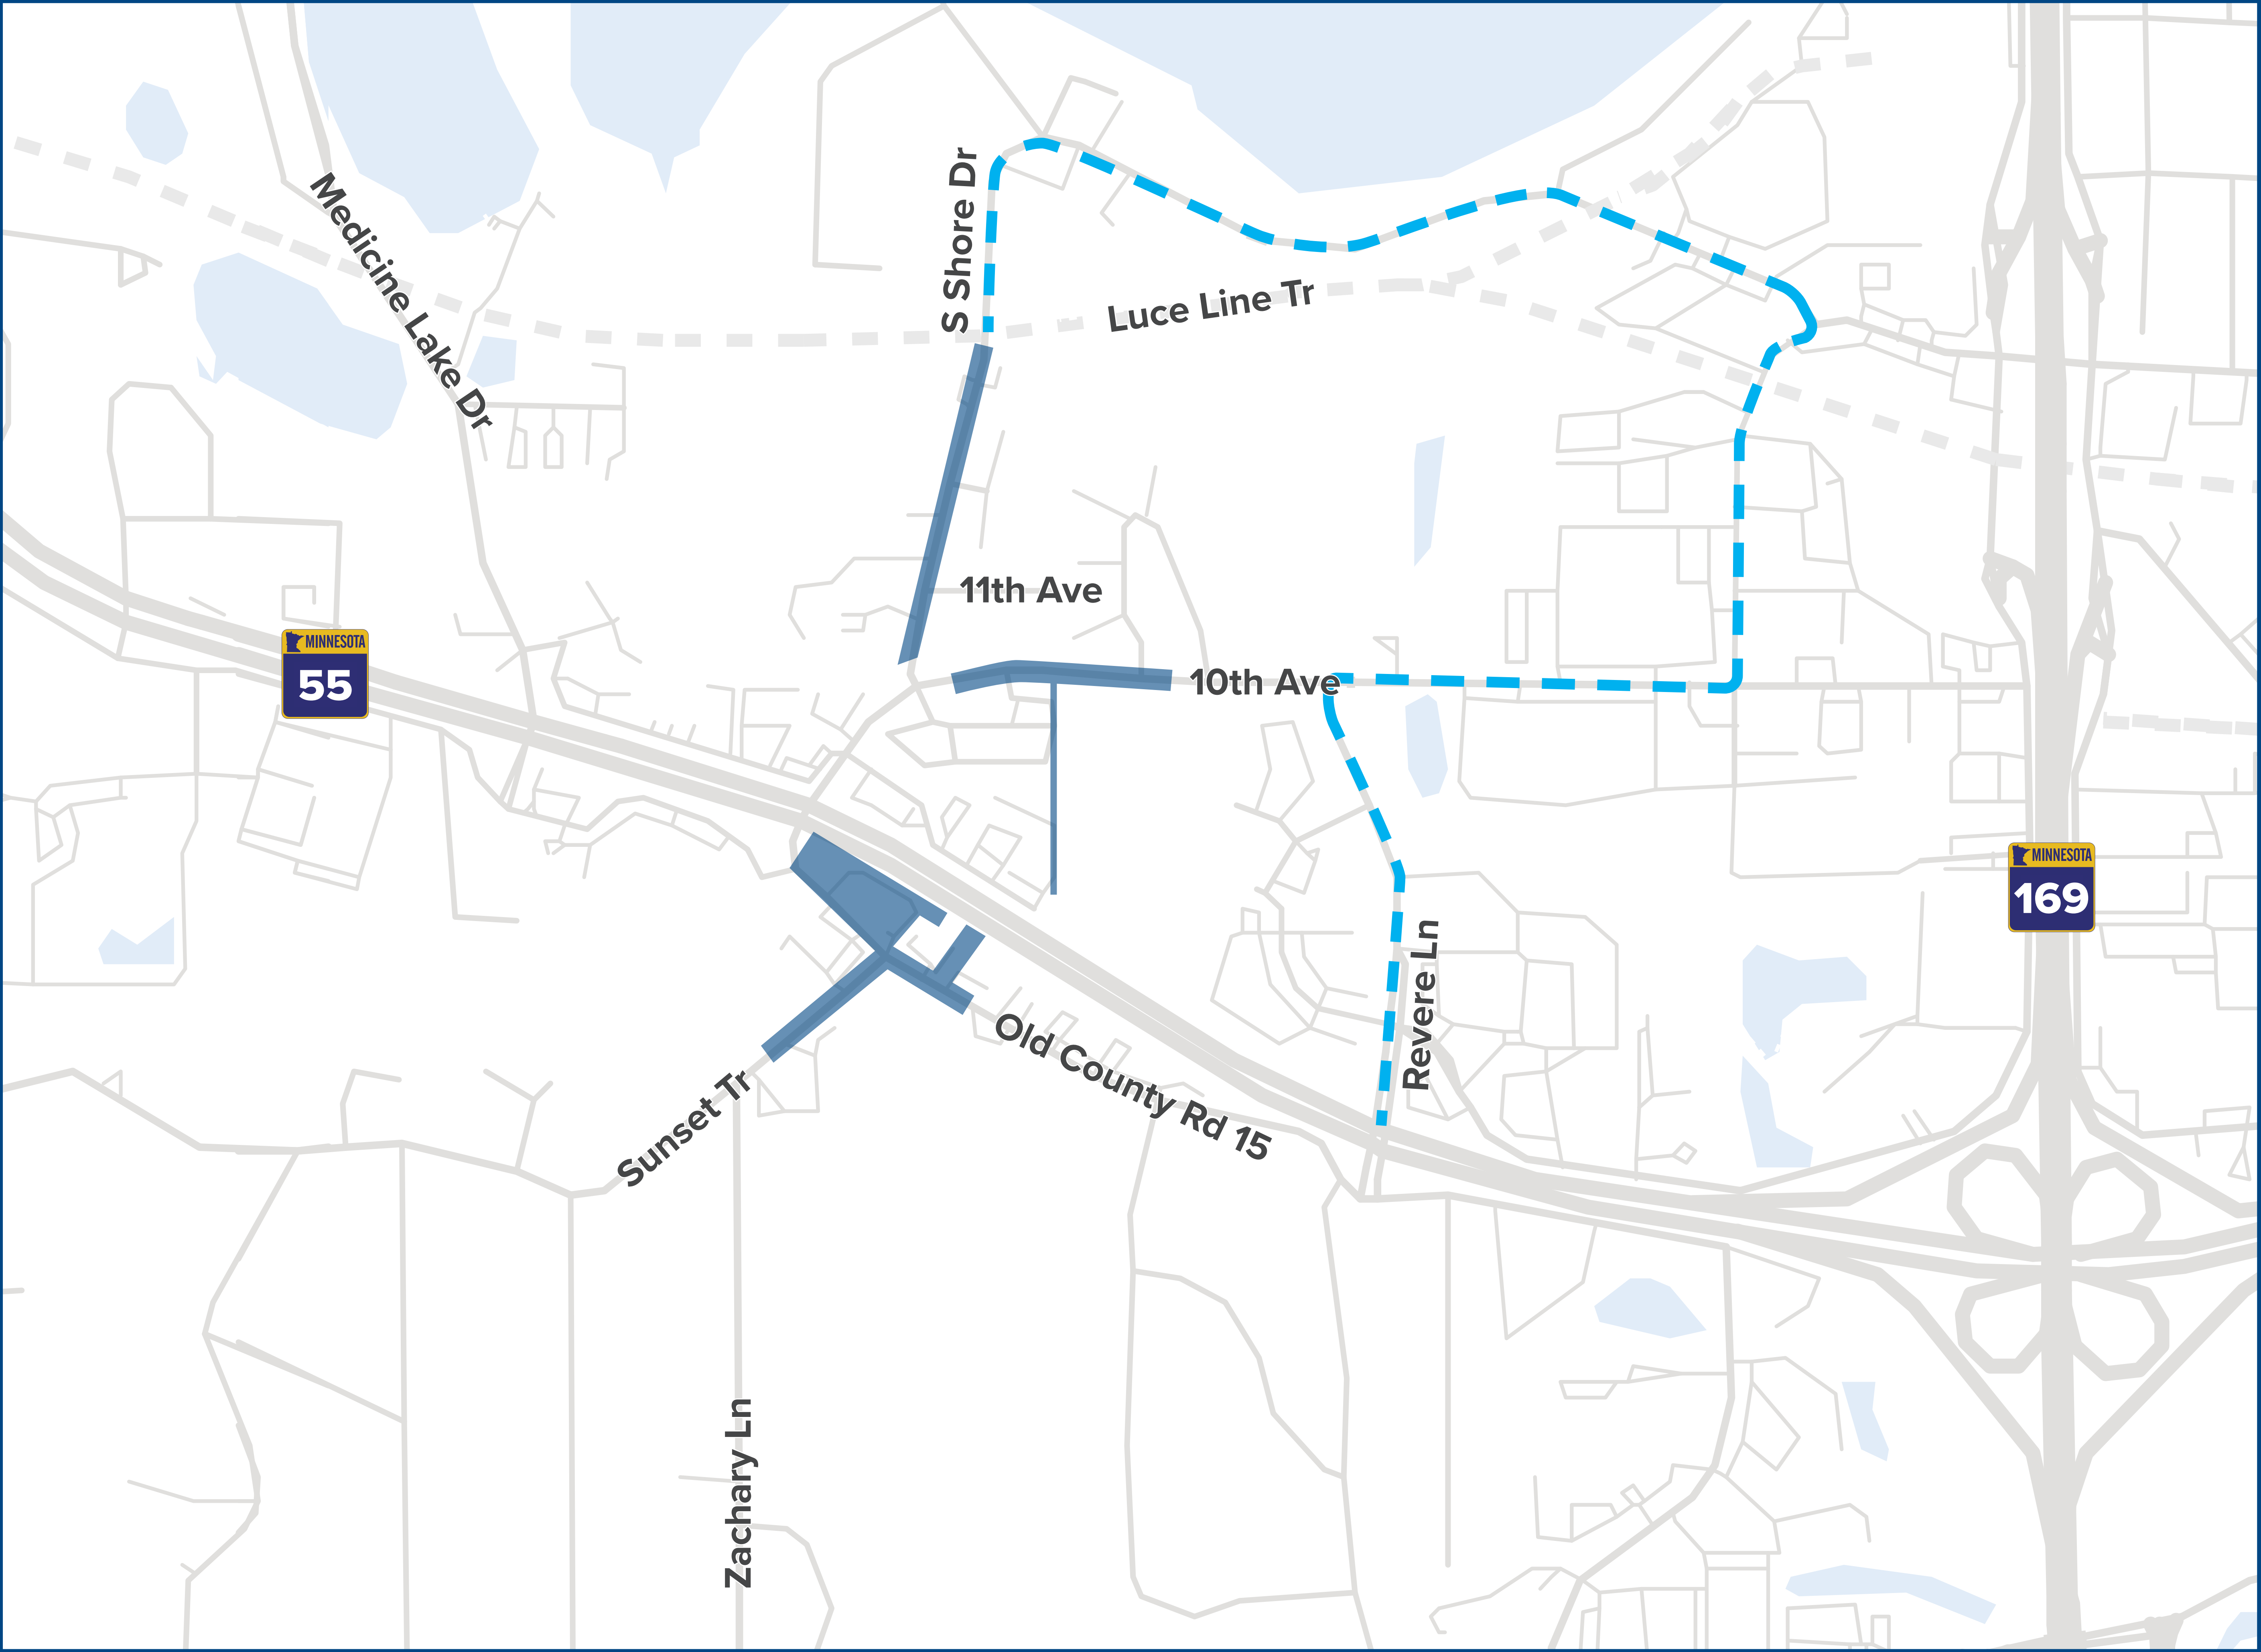 S Shore Dr
Medicine Lake Dr
Luce Line Tr
11th Ave
MINNESOTA
55
10th Ave
MINNESOTA
169
Revere Ln
Old County Rd 15
Sunset Tr
Zachary Ln